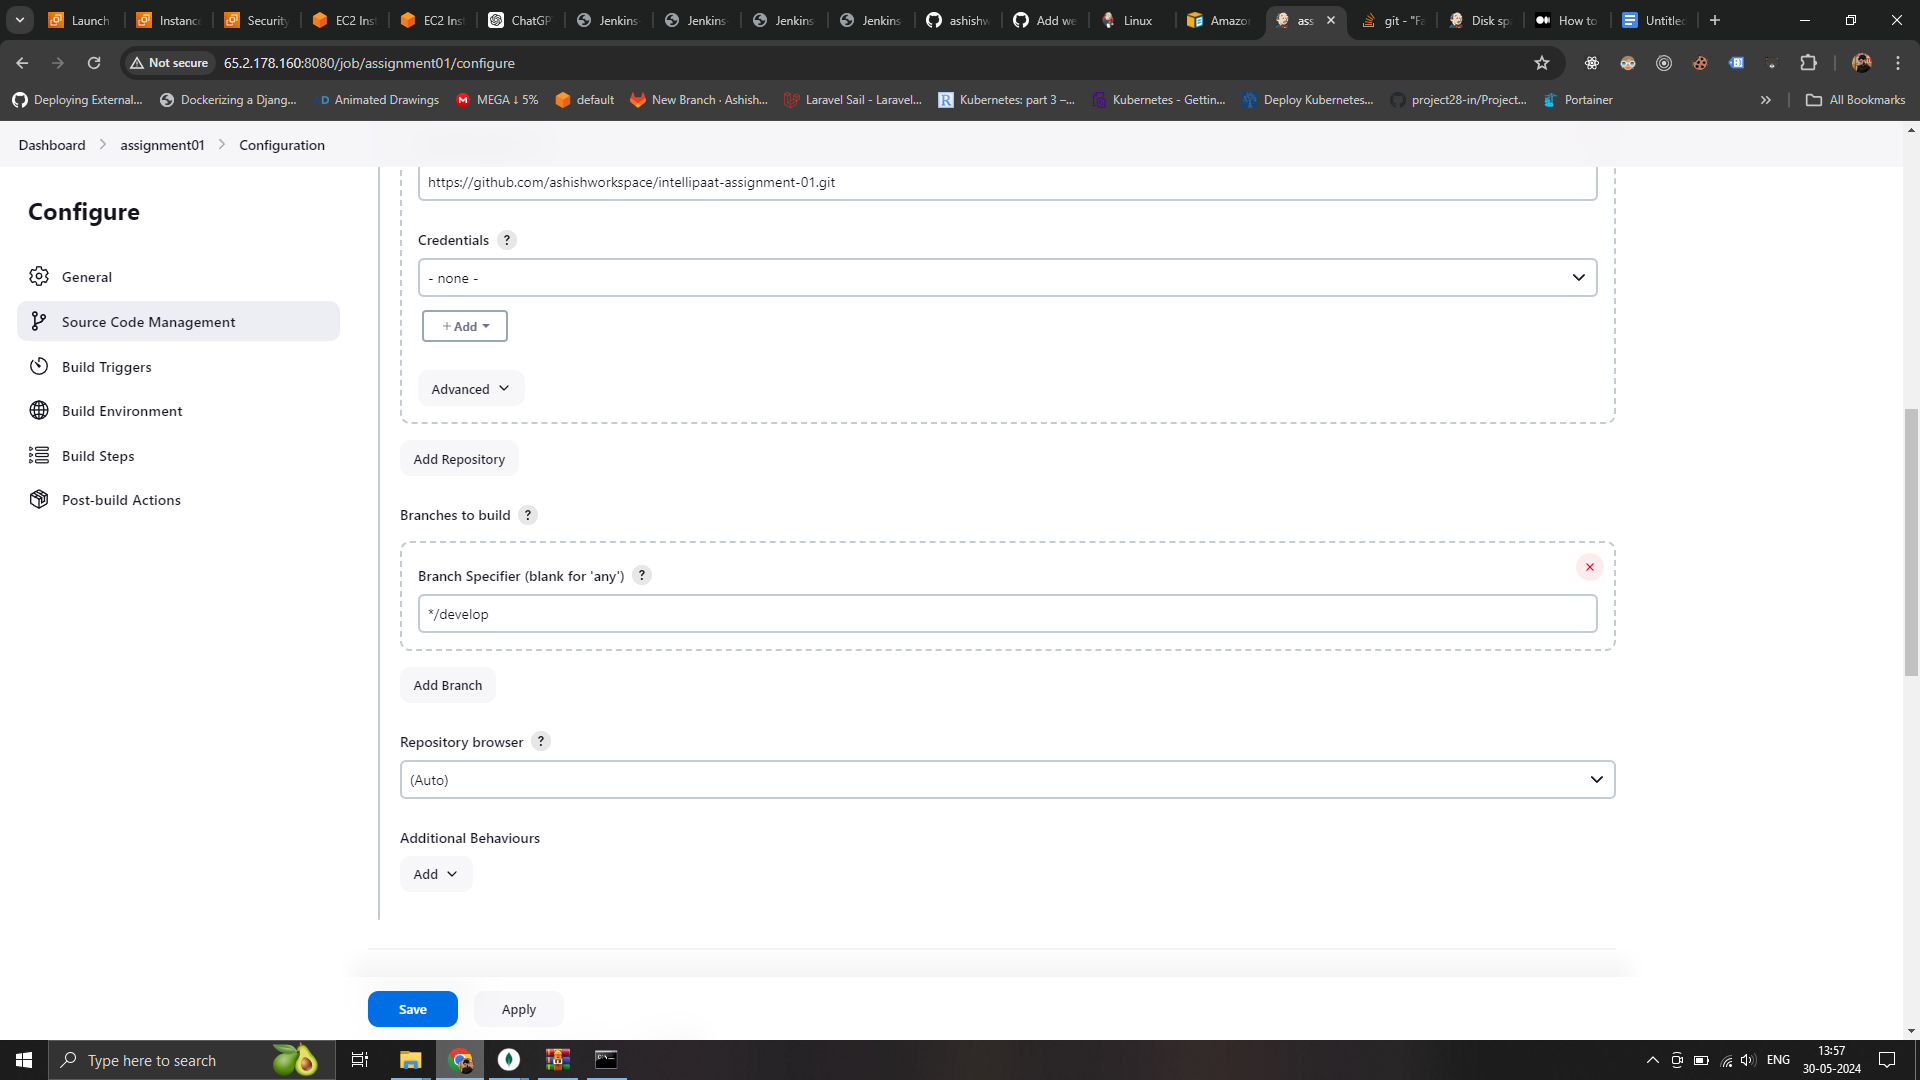 Launch
Instance
Security
EC2 Ins
EC2 Ins
ChatGP
Jenkins-
Jenkins-
Jenkins
Jenkins
ashishw
Add we
Linux
Amazo
ass
git - "Fa
Disk sp
How to
Untitled
Not secure
65.2.178.160:8080/job/assignment01/configure
Deploying External...
Dockerizing a Djang...
Animated Drawings
MEGA ↓ 5%
default
New Branch · Ashish...
Laravel Sail - Laravel...
Kubernetes: part 3 –...
Kubernetes - Gettin...
Deploy Kubernetes...
project28-in/Project...
Portainer
All Bookmarks
Dashboard
assignment01
Configuration
Configure
General
Source Code Management
Build Triggers
Build Environment
Build Steps
Post-build Actions
https://github.com/ashishworkspace/intellipaat-assignment-01.git
Credentials ?
- none -
+ Add
Advanced
Add Repository
Branches to build ?
Branch Specifier (blank for 'any') ?
*/develop
Add Branch
Repository browser ?
(Auto)
Additional Behaviours
Add
Save
Apply
Type here to search
ENG
13:57
30-05-2024